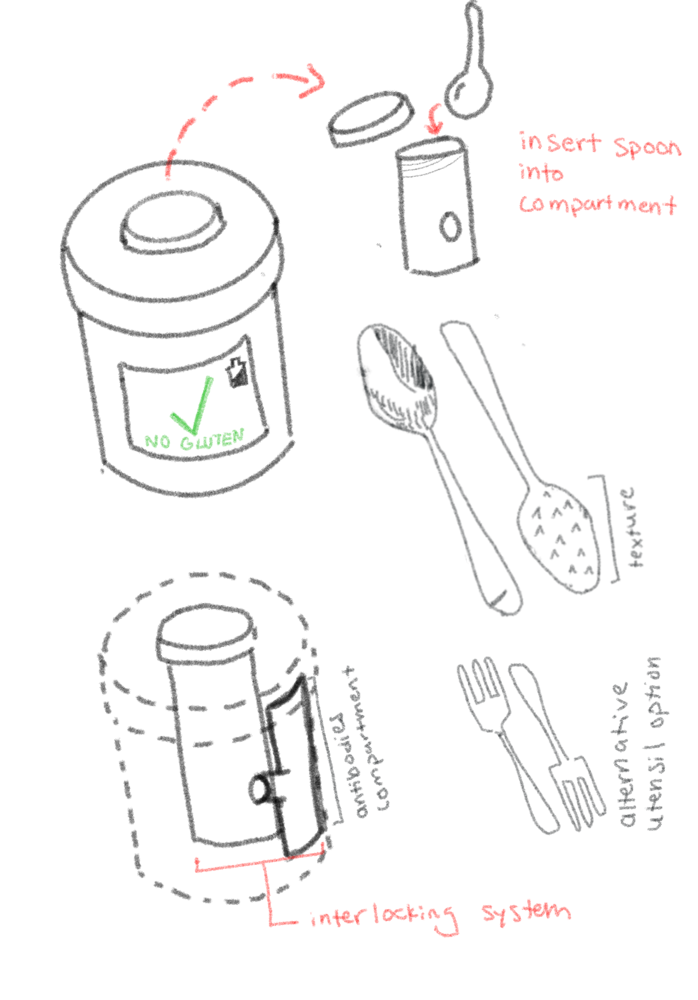 insert spoon
into
compartment
NO GLUTEN
texture
antibodies
compartment
alternative
utensil option
interlocking system